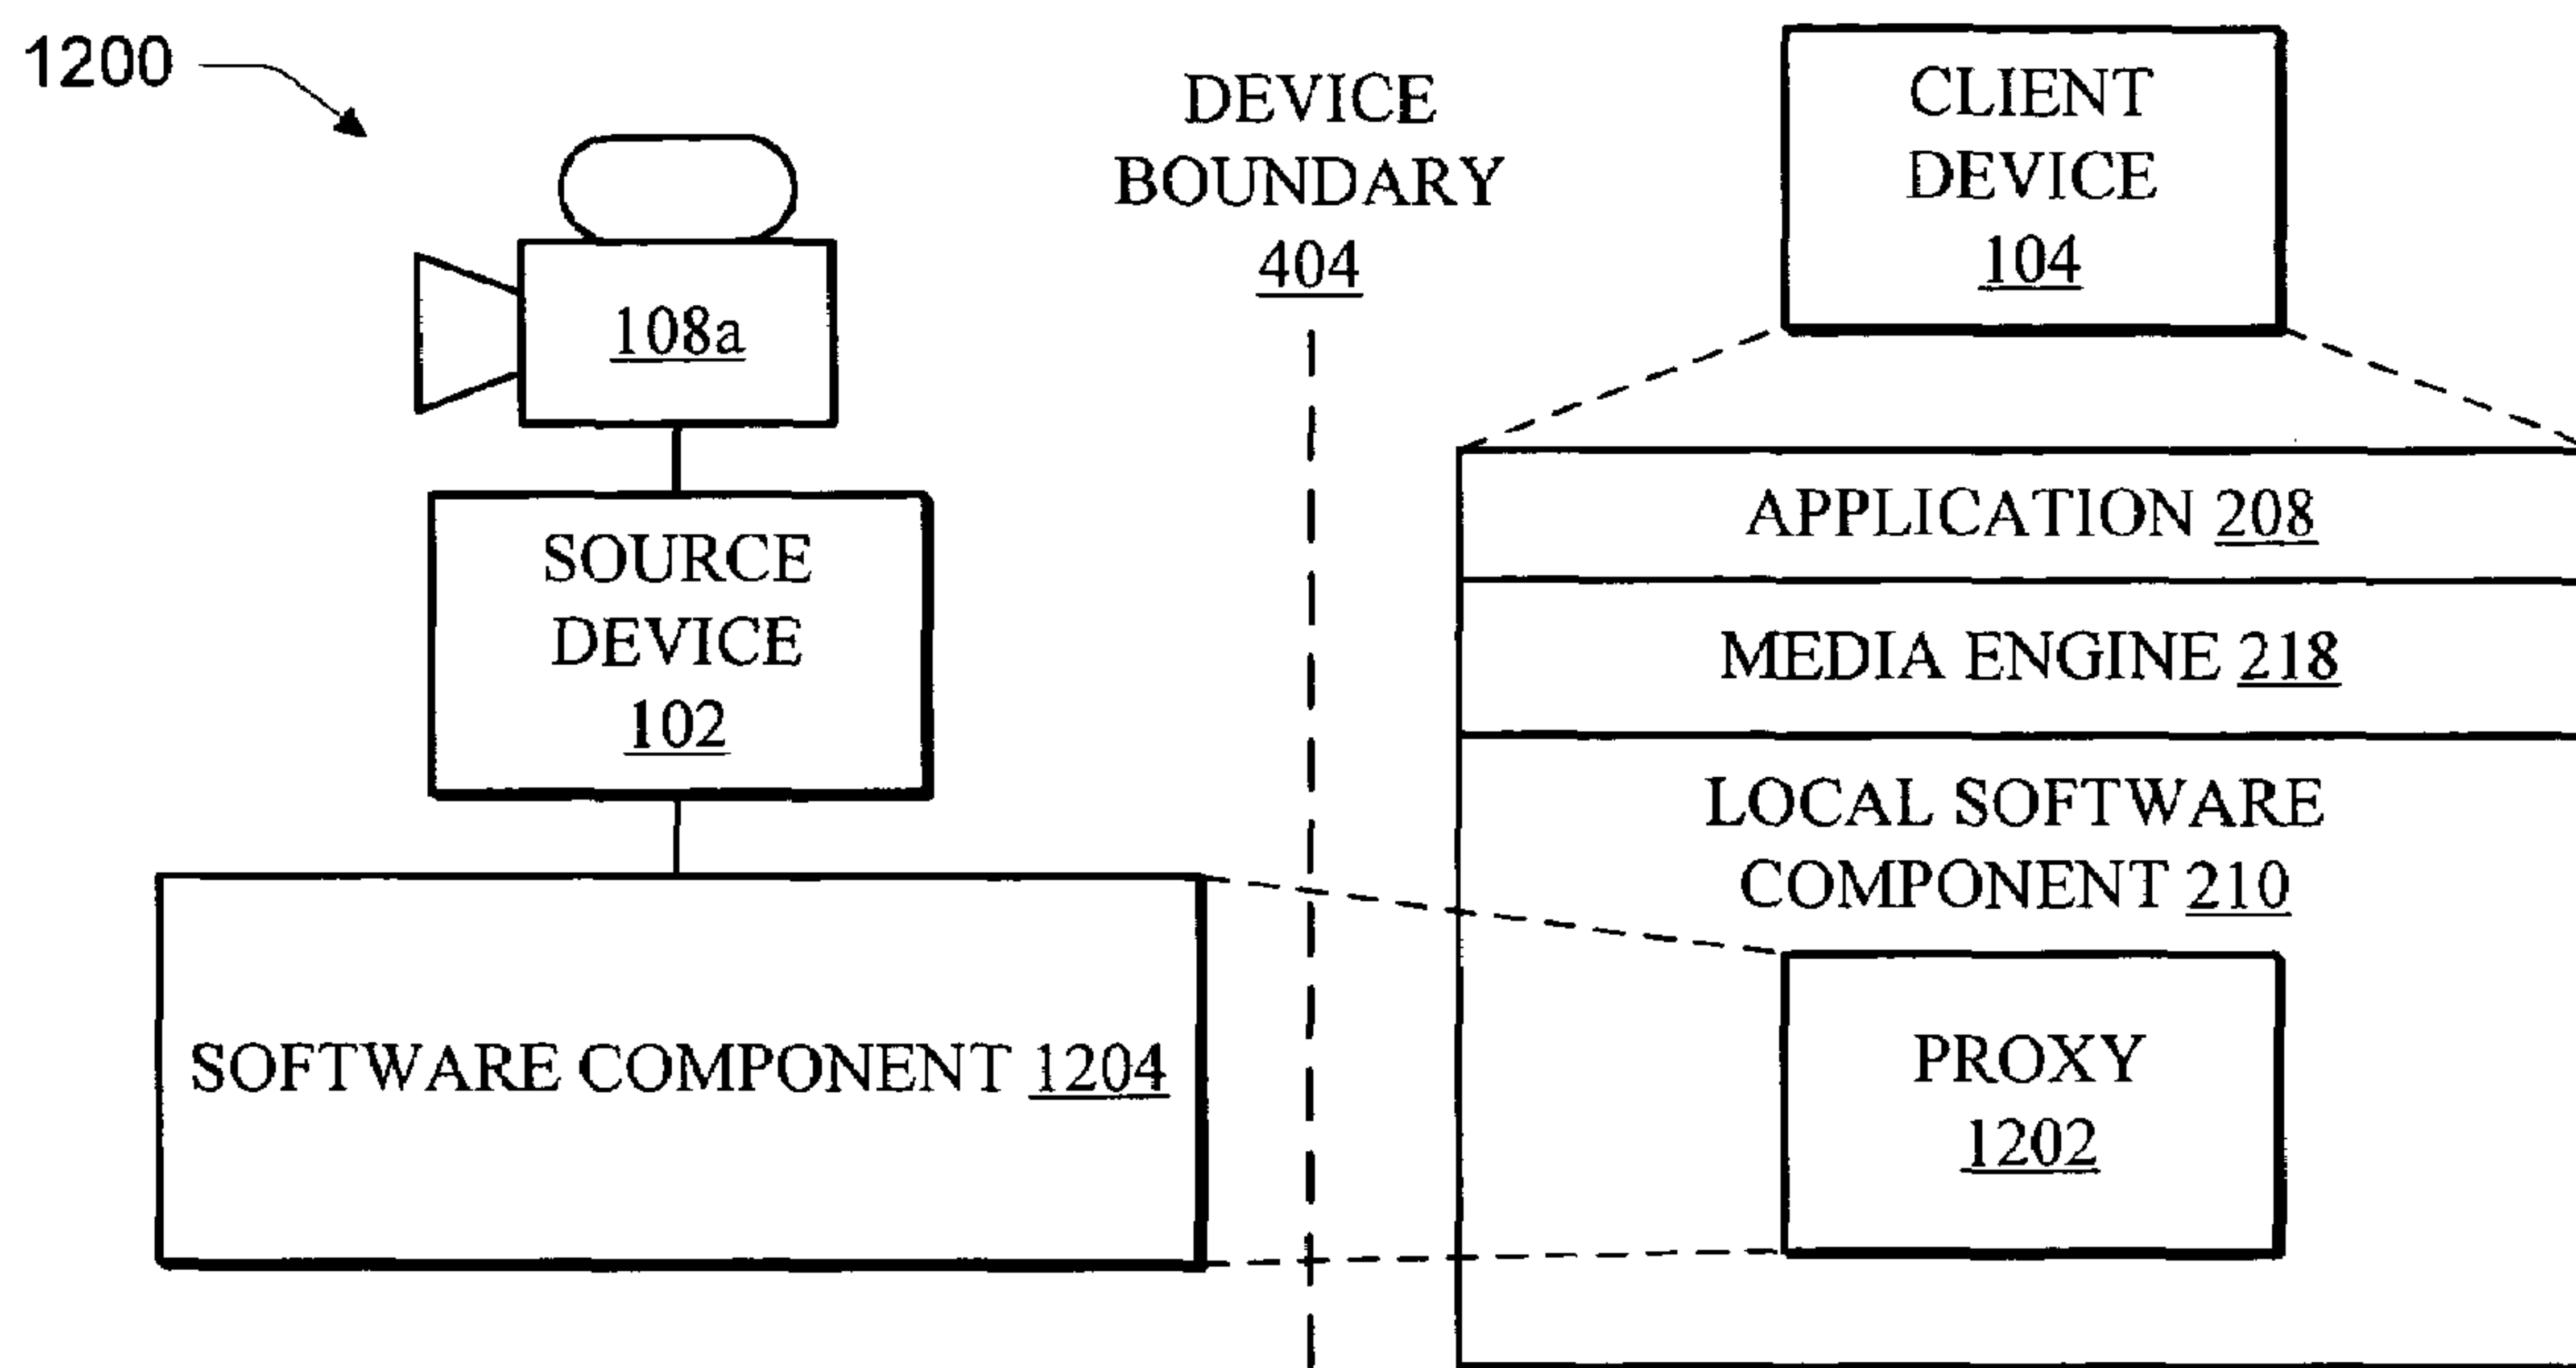 1200
108a
SOURCE
DEVICE
102
SOFTWARE COMPONENT 1204
DEVICE
BOUNDARY
404
CLIENT
DEVICE
104
APPLICATION 208
MEDIA ENGINE 218
LOCAL SOFTWARE
COMPONENT 210
PROXY
1202